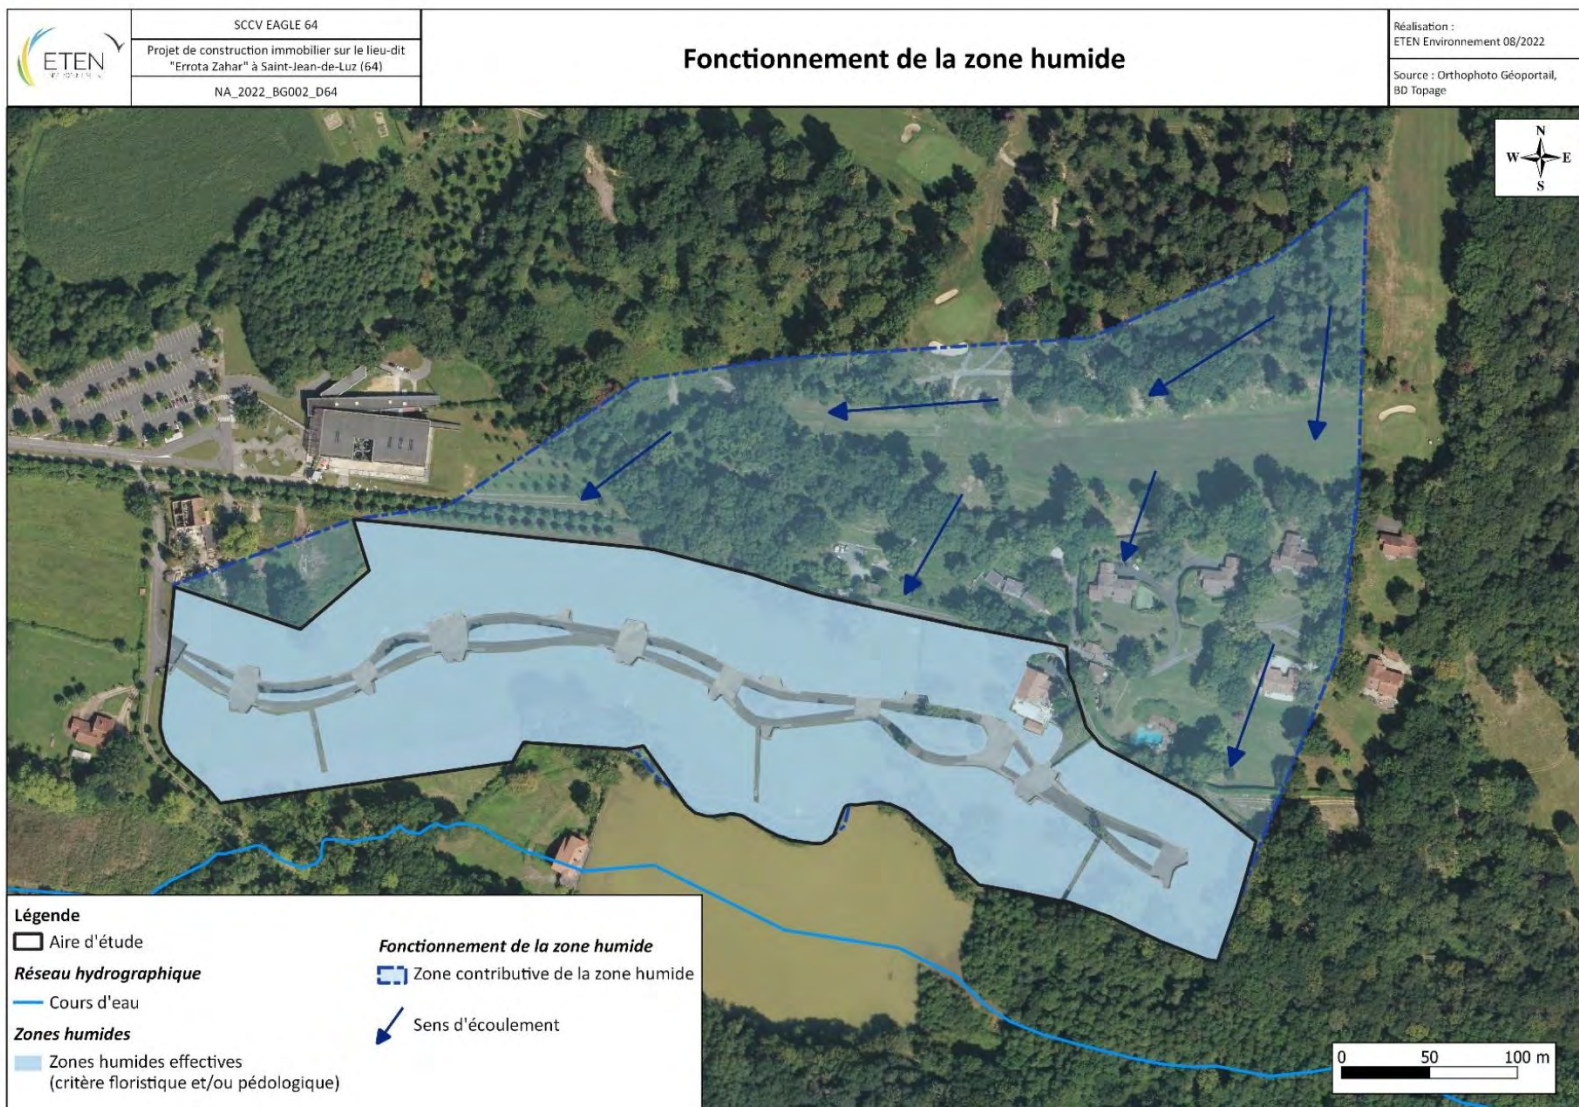 ETEN
SCCV EAGLE 64
Projet de construction immobilier sur le lieu-dit
"Errota Zahar" à Saint-Jean-de-Luz (64)
NA_2022_BG002_D64
Fonctionnement de la zone humide
Réalisation :
ETEN Environnement 08/2022
Source : Orthophoto Géoportail,
BD Topage
N
W E
S
Légende
Aire d'étude
Réseau hydrographique
Cours d'eau
Zones humides
Zones humides effectives
(critère floristique et/ou pédologique)
Fonctionnement de la zone humide
Zone contributive de la zone humide
Sens d'écoulement
0 50 100 m